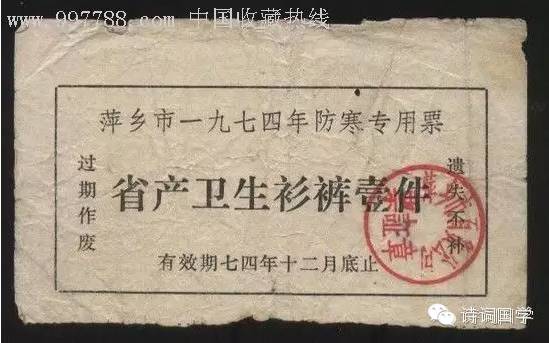 www.997788.com 中国收藏热线
萍乡市一九七四年防寒专用票
过期作废
省产卫生衫裤壹件
遗失不补
有效期七四年十二月底止
诗词国学